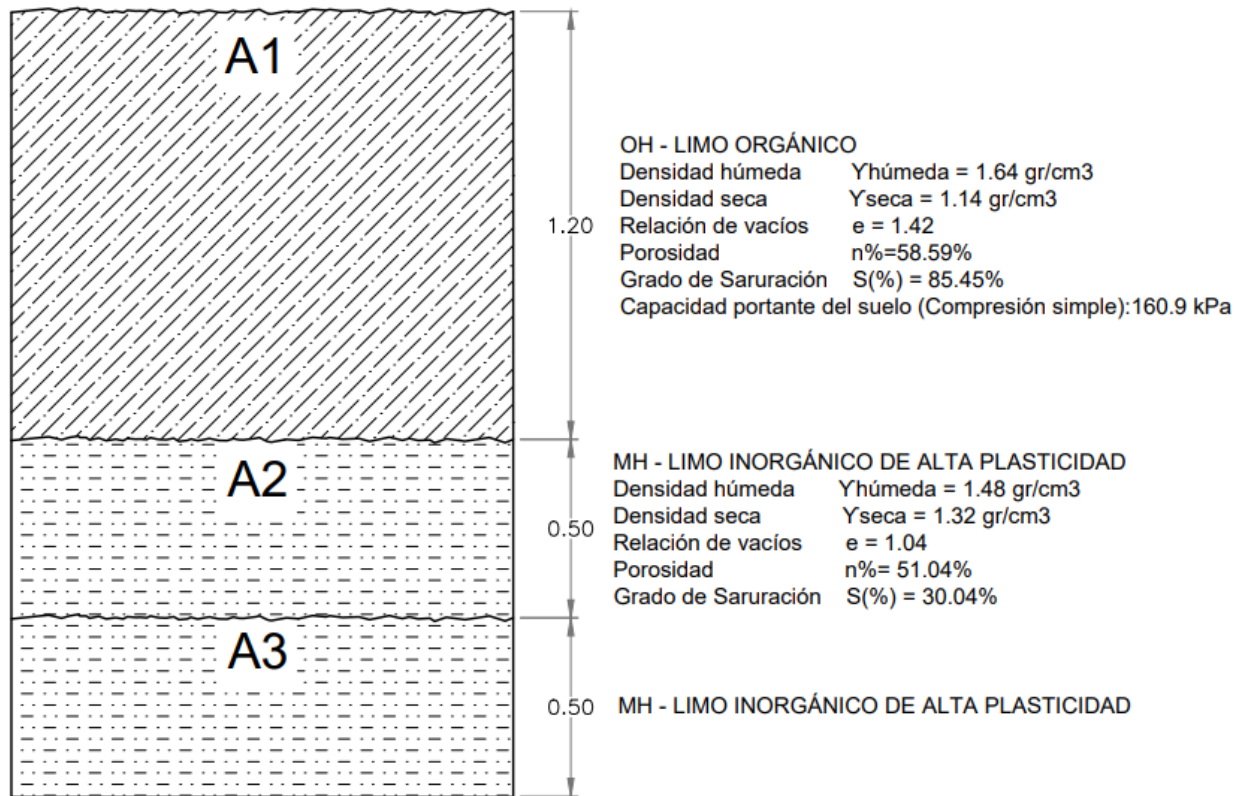 A1
OH - LIMO ORGÁNICO
Densidad húmeda ϒhúmeda = 1.64 gr/cm3
Densidad seca ϒseca = 1.14 gr/cm3
1.20
Relación de vacíos e = 1.42
Porosidad n%=58.59%
Grado de Saruración S(%) = 85.45%
Capacidad portante del suelo (Compresión simple):160.9 kPa
A2
MH - LIMO INORGÁNICO DE ALTA PLASTICIDAD
Densidad húmeda ϒhúmeda = 1.48 gr/cm3
Densidad seca ϒseca = 1.32 gr/cm3
0.50
Relación de vacíos e = 1.04
Porosidad n%= 51.04%
Grado de Saruración S(%) = 30.04%
A3
0.50
MH - LIMO INORGÁNICO DE ALTA PLASTICIDAD